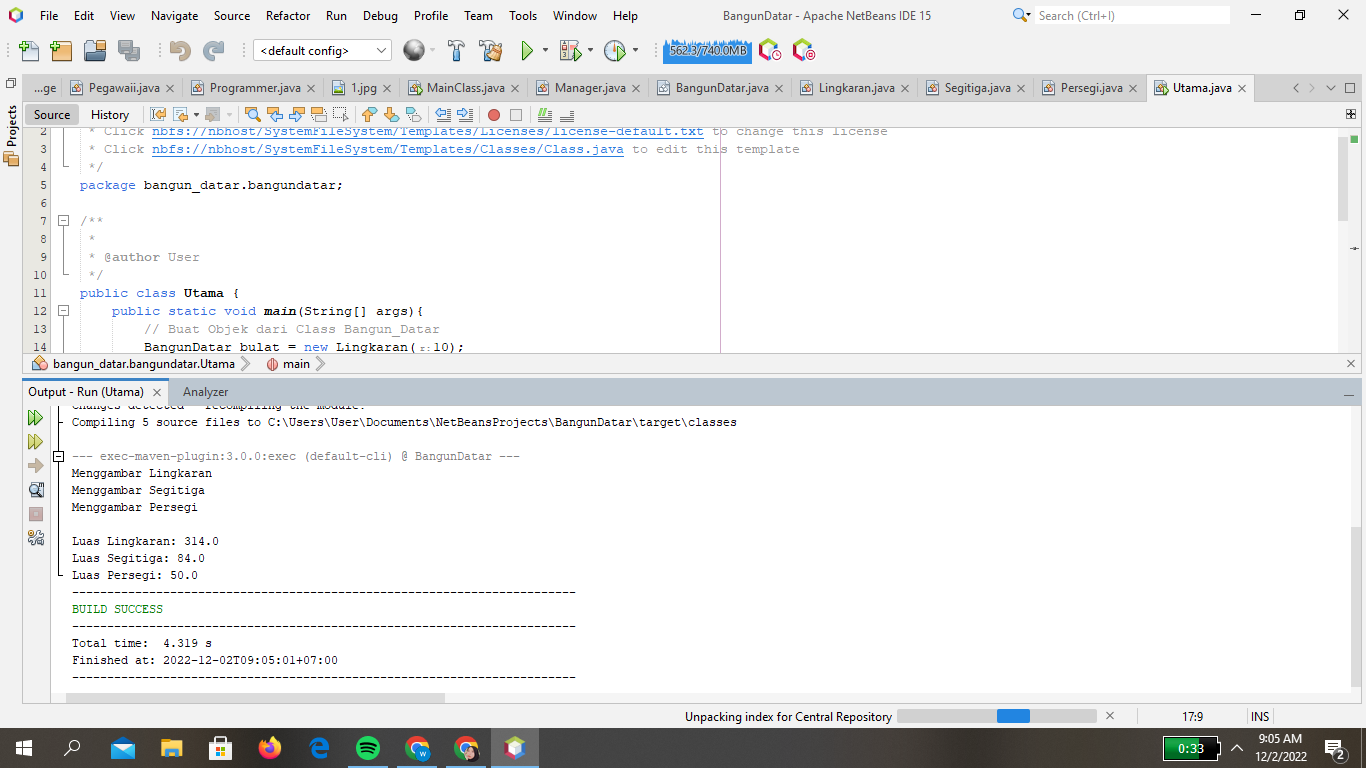 File Edit View Navigate Source Refactor Run Debug Profile Team Tools Window Help BangunDatar - Apache NetBeans IDE 15 Search (Ctrl+I)
<default config> 562.3/740.0MB
...ge Pegawaii.java Programmer.java 1.jpg MainClass.java Manager.java BangunDatar.java Lingkaran.java Segitiga.java Persegi.java Utama.java
Projects
Source History
2 * Click nbfs://nbhost/SystemFileSystem/Templates/Licenses/license-default.txt to change this license
3 * Click nbfs://nbhost/SystemFileSystem/Templates/Classes/Class.java to edit this template
4 */
5 package bangun_datar.bangundatar;
6
7 /**
8 *
9 * @author User
10 */
11 public class Utama {
12 public static void main(String[] args){
13 // Buat Objek dari Class Bangun_Datar
14 BangunDatar bulat = new Lingkaran( r: 10);
bangun_datar.bangundatar.Utama main
Output - Run (Utama) Analyzer
Changes detected - recompiling the module!
Compiling 5 source files to C:\Users\User\Documents\NetBeansProjects\BangunDatar\target\classes
--- exec-maven-plugin:3.0.0:exec (default-cli) @ BangunDatar ---
Menggambar Lingkaran
Menggambar Segitiga
Menggambar Persegi
Luas Lingkaran: 314.0
Luas Segitiga: 84.0
Luas Persegi: 50.0
------------------------------------------------------------------------
BUILD SUCCESS
------------------------------------------------------------------------
Total time:  4.319 s
Finished at: 2022-12-02T09:05:01+07:00
------------------------------------------------------------------------
Unpacking index for Central Repository 17:9 INS
0:33 9:05 AM
12/2/2022 2